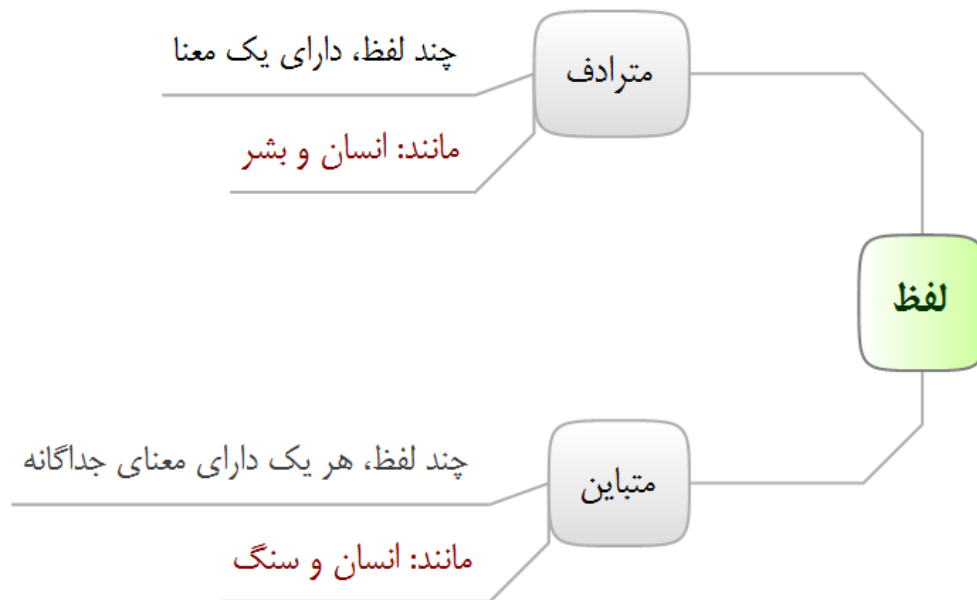 لفظ
مترادف
چند لفظ، دارای یک معنا
مانند: انسان و بشر
متباین
چند لفظ، هر یک دارای معنای جداگانه
مانند: انسان و سنگ